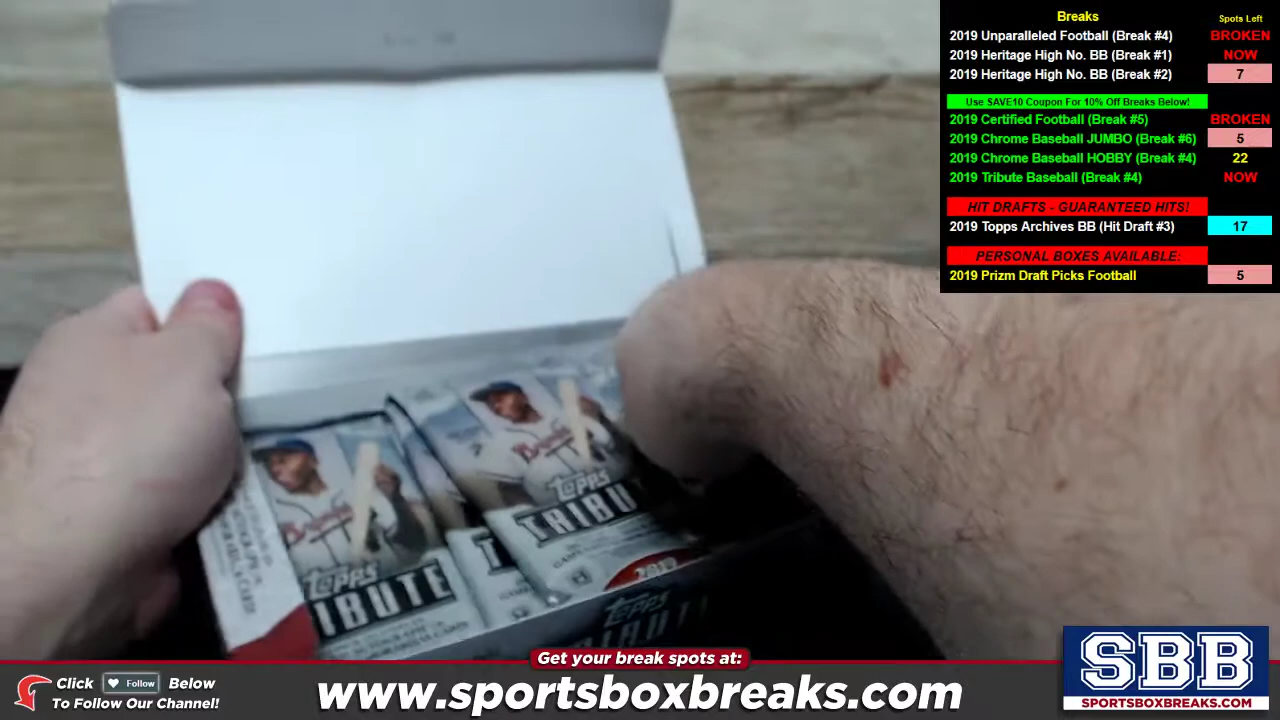 Breaks Spots Left
2019 Unparalleled Football (Break #4) BROKEN
2019 Heritage High No. BB (Break #1) NOW
2019 Heritage High No. BB (Break #2) 7
Use SAVE10 Coupon For 10% Off Breaks Below!
2019 Certified Football (Break #5) BROKEN
2019 Chrome Baseball JUMBO (Break #6) 5
2019 Chrome Baseball HOBBY (Break #4) 22
2019 Tribute Baseball (Break #4) NOW
HIT DRAFTS - GUARANTEED HITS!
2019 Topps Archives BB (Hit Draft #3) 17
PERSONAL BOXES AVAILABLE:
2019 Prizm Draft Picks Football 5
TOPPS
TRIBU
2019
TOPPS
IBUTE
TOPPS
Get your break spots at:
Click Follow Below
To Follow Our Channel!
www.sportsboxbreaks.com
SBB
SPORTSBOXBREAKS.COM